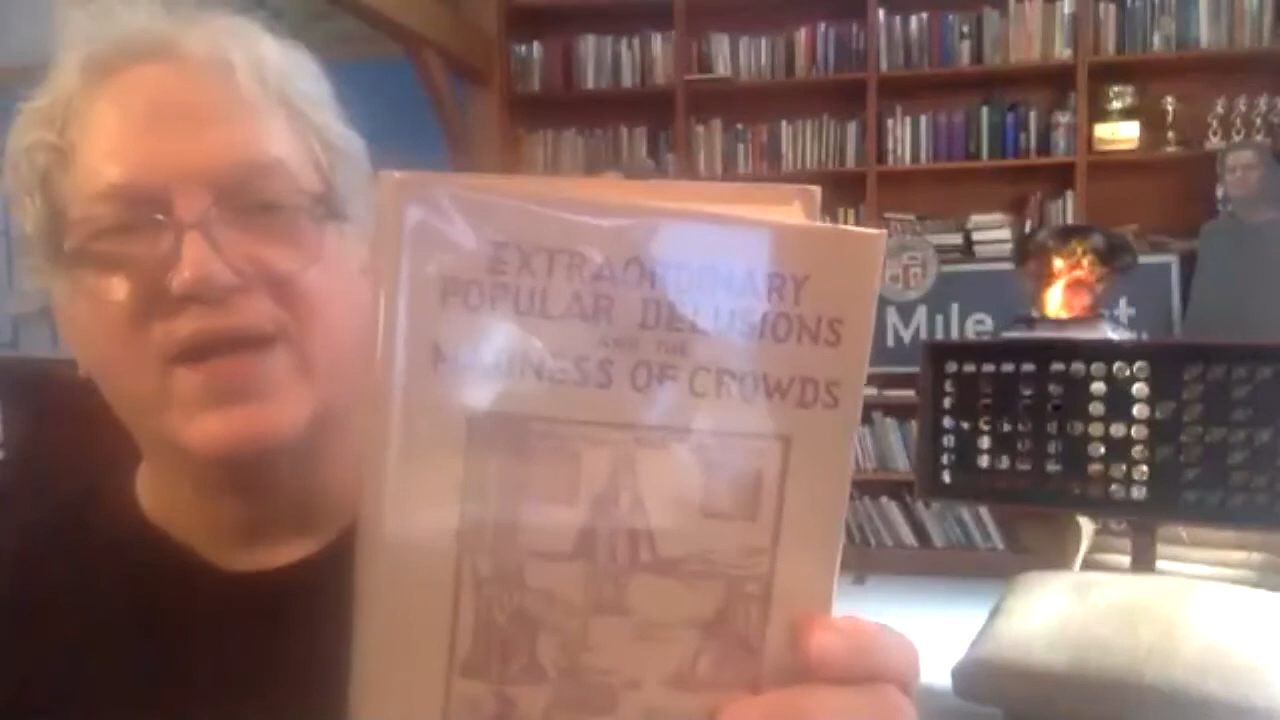 EXTRAORDINARY
POPULAR DELUSIONS
AND THE
MADNESS OF CROWDS
Mile